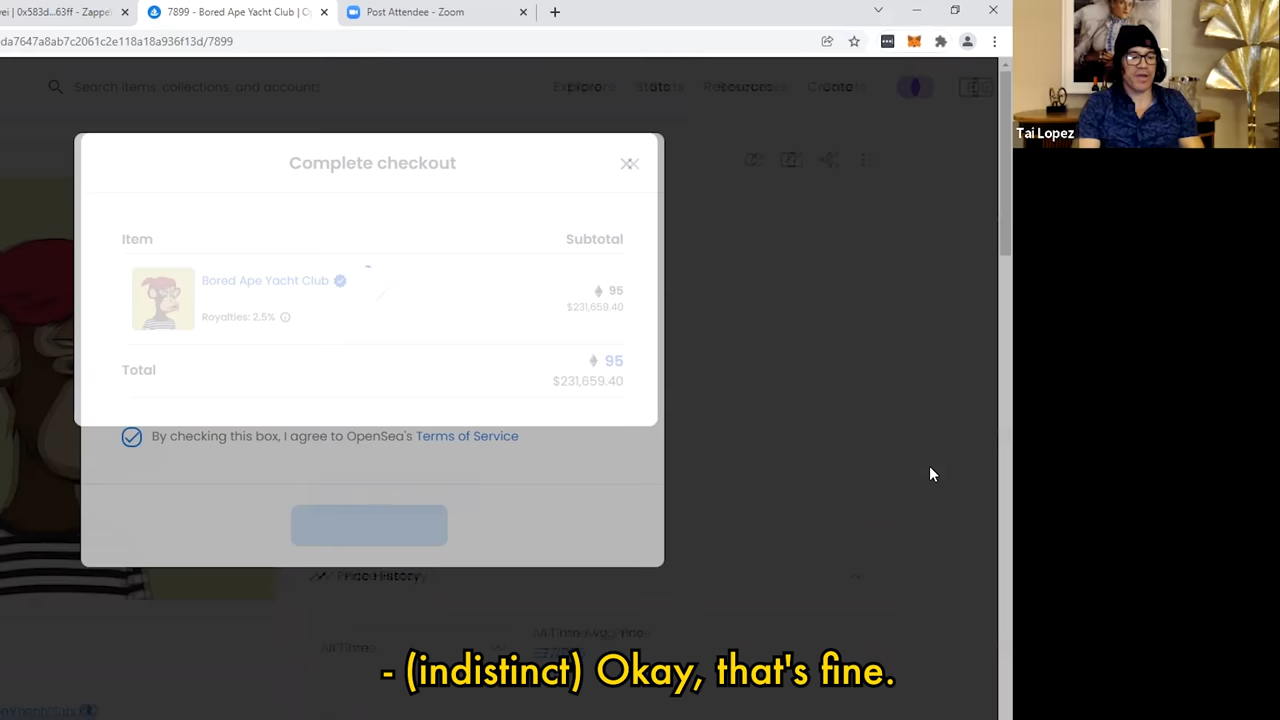 ei | 0x583d...63ff - Zappe
7899 - Bored Ape Yacht Club | O
Post Attendee - Zoom
da7647a8ab7c2061c2e118a18a936f13d/7899
Search items, collections, and accounts
Explore
Stats
Resources
Create
Tai Lopez
Complete checkout
Item
Subtotal
Bored Ape Yacht Club
95
$231,659.40
Royalties: 2.5%
Total
95
$231,659.40
By checking this box, I agree to OpenSea's Terms of Service
Price History
All Time
- (indistinct) Okay, that's fine.